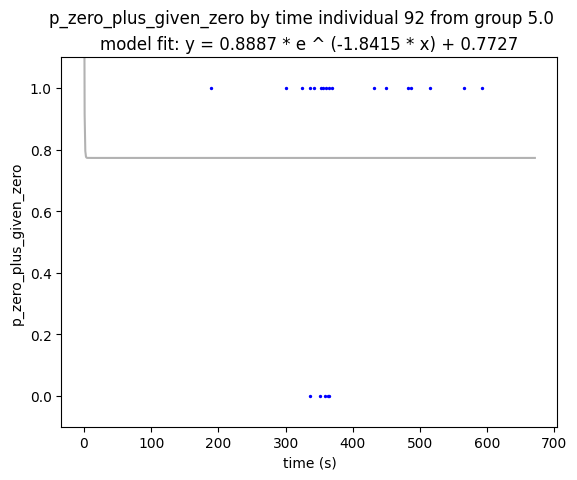 p_zero_plus_given_zero by time individual 92 from group 5.0
model fit: y = 0.8887 * e ^ (-1.8415 * x) + 0.7727
1.0
0.8
0.6
0.4
0.2
0.0
p_zero_plus_given_zero
0 100 200 300 400 500 600 700
time (s)